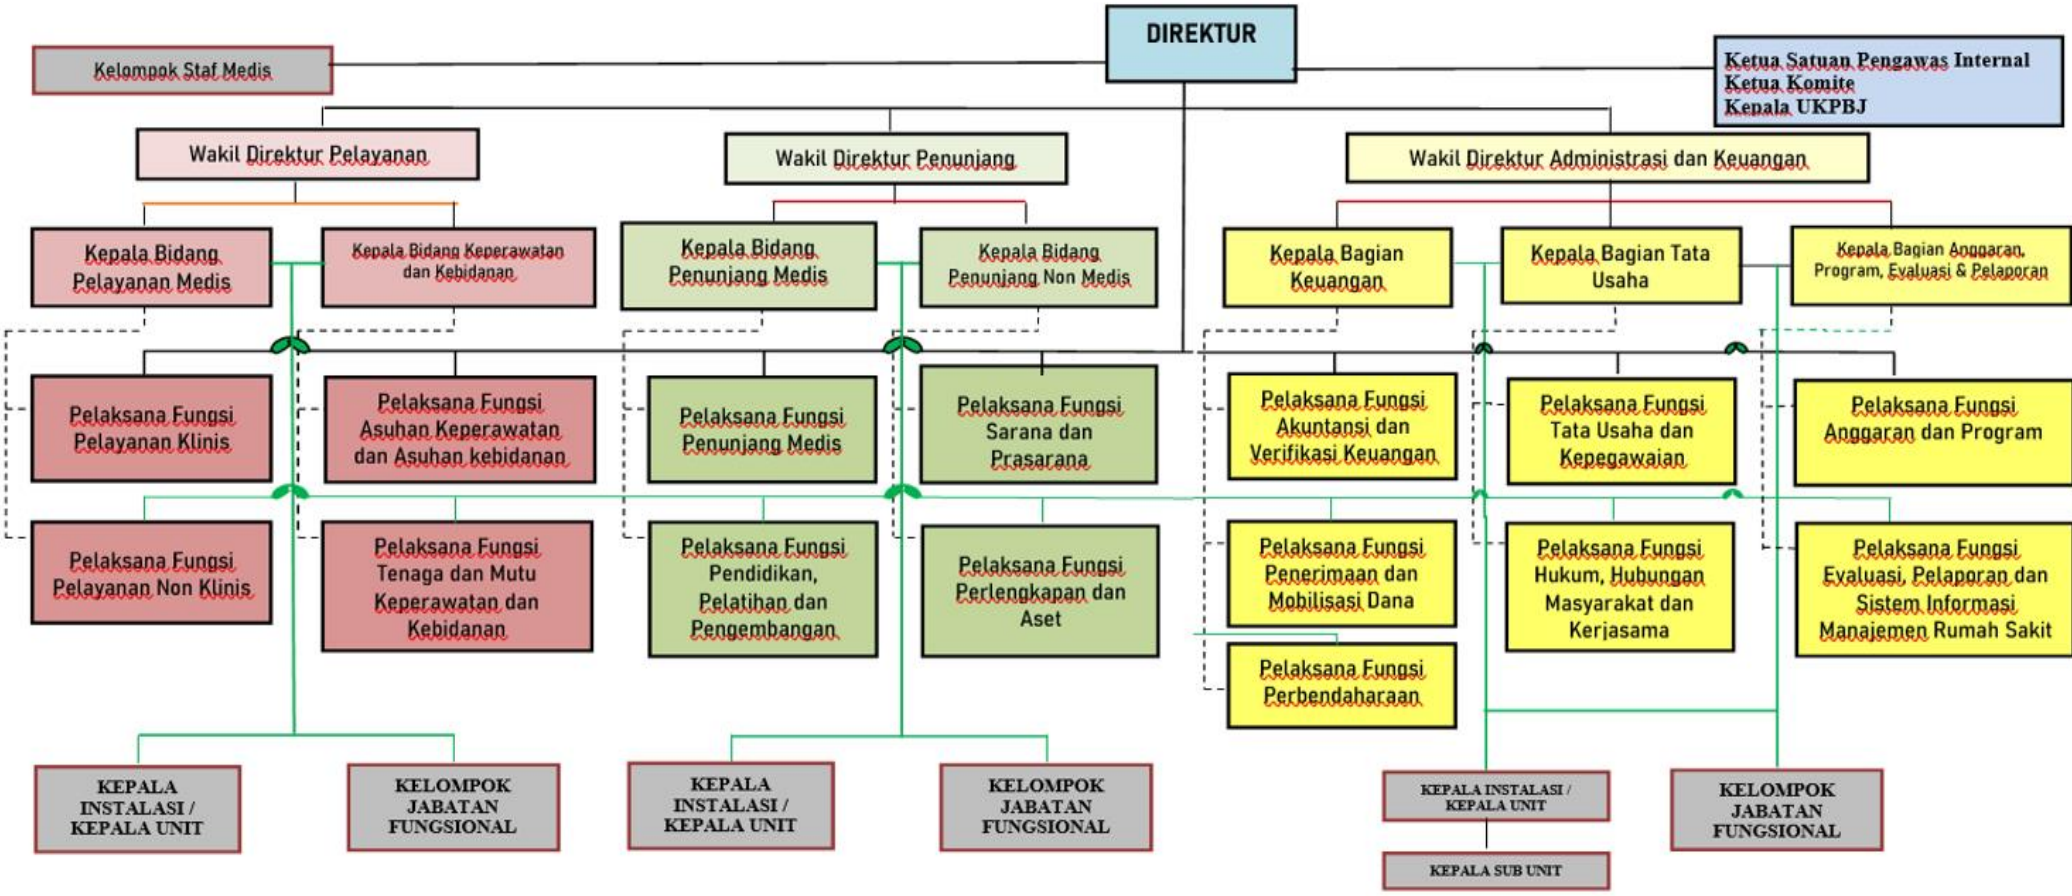 DIREKTUR
Kelompok Staf Medis
Ketua Satuan Pengawas Internal
Ketua Komite
Kepala UKPBJ
Wakil Direktur Pelayanan
Wakil Direktur Penunjang
Wakil Direktur Administrasi dan Keuangan
Kepala Bidang
Pelayanan Medis
Kepala Bidang Keperawatan
dan Kebidanan
Kepala Bidang
Penunjang Medis
Kepala Bidang
Penunjang Non Medis
Kepala Bagian
Keuangan
Kepala Bagian Tata
Usaha
Kepala Bagian Anggaran,
Program, Evaluasi & Pelaporan
Pelaksana Fungsi
Pelayanan Klinis
Pelaksana Fungsi
Asuhan Keperawatan
dan Asuhan kebidanan
Pelaksana Fungsi
Penunjang Medis
Pelaksana Fungsi
Sarana dan
Prasarana
Pelaksana Fungsi
Akuntansi dan
Verifikasi Keuangan
Pelaksana Fungsi
Tata Usaha dan
Kepegawaian
Pelaksana Fungsi
Anggaran dan Program
Pelaksana Fungsi
Pelayanan Non Klinis
Pelaksana Fungsi
Tenaga dan Mutu
Keperawatan dan
Kebidanan
Pelaksana Fungsi
Pendidikan,
Pelatihan dan
Pengembangan
Pelaksana Fungsi
Perlengkapan dan
Aset
Pelaksana Fungsi
Penerimaan dan
Mobilisasi Dana
Pelaksana Fungsi
Hukum, Hubungan
Masyarakat dan
Kerjasama
Pelaksana Fungsi
Evaluasi, Pelaporan dan
Sistem Informasi
Manajemen Rumah Sakit
Pelaksana Fungsi
Perbendaharaan
KEPALA
INSTALASI /
KEPALA UNIT
KELOMPOK
JABATAN
FUNGSIONAL
KEPALA
INSTALASI /
KEPALA UNIT
KELOMPOK
JABATAN
FUNGSIONAL
KEPALA INSTALASI /
KEPALA UNIT
KELOMPOK
JABATAN
FUNGSIONAL
KEPALA SUB UNIT